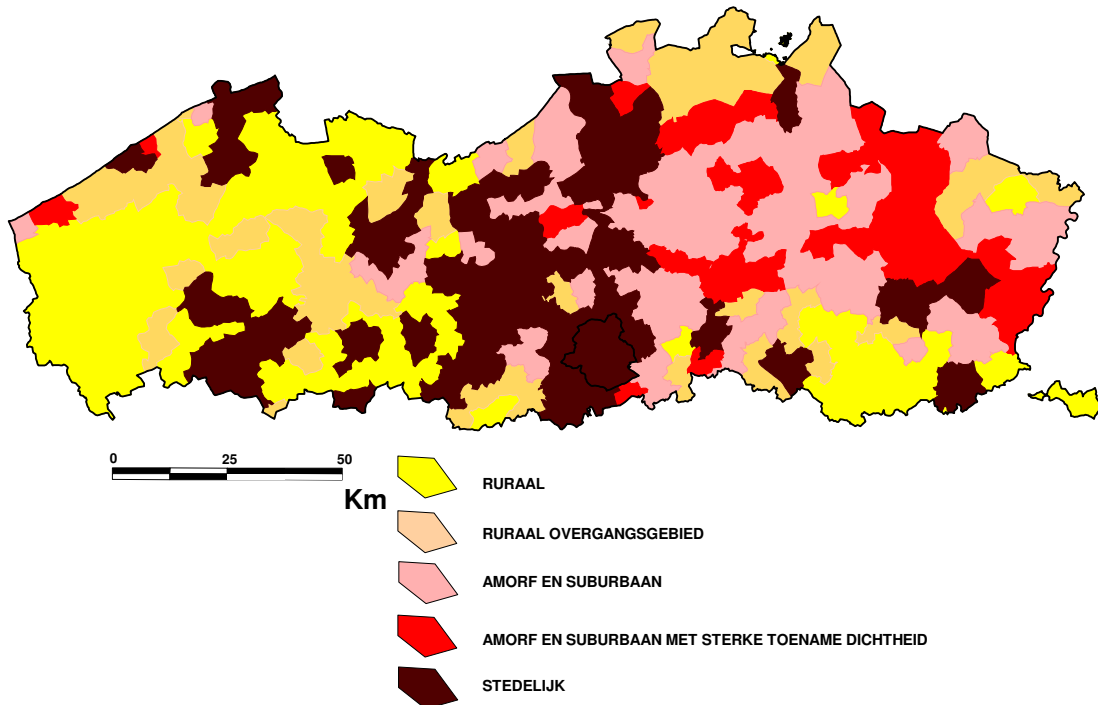 0 25 50
Km
RURAAL
RURAAL OVERGANGSGEBIED
AMORF EN SUBURBAAN
AMORF EN SUBURBAAN MET STERKE TOENAME DICHTHEID
STEDELIJK